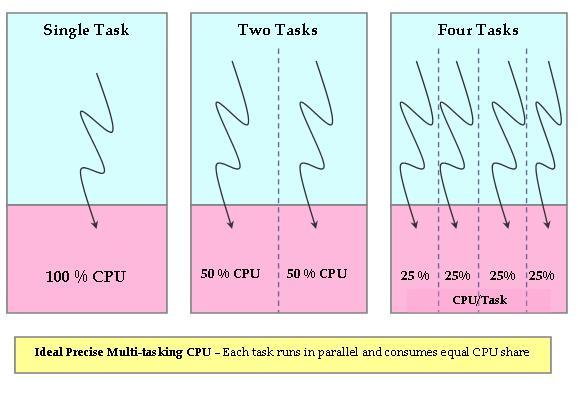 Single Task
Two Tasks
Four Tasks
100 % CPU
50 % CPU
50 % CPU
25 %
25%
25%
25%
CPU/Task
Ideal Precise Multi-tasking CPU – Each task runs in parallel and consumes equal CPU share